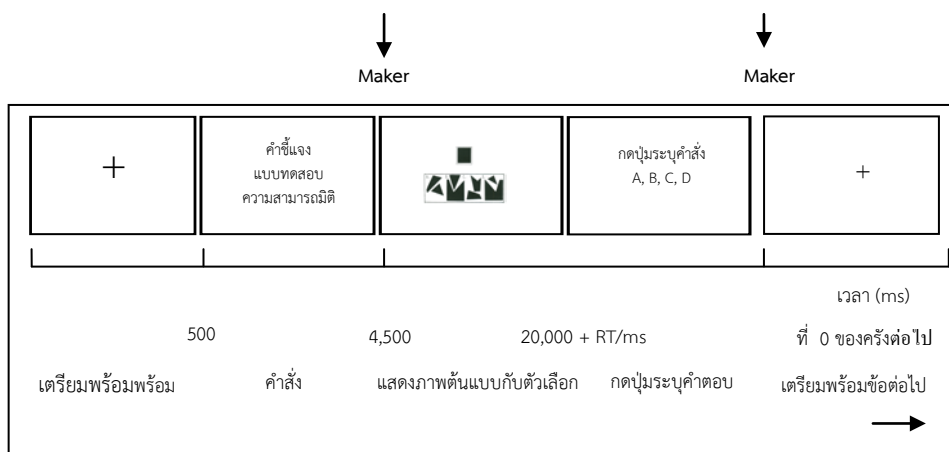 Maker
Maker
+
คำชี้แจง
แบบทดสอบ
ความสามารถมิติ
กดปุ่มระบุคำสั่ง
A, B, C, D
+
เวลา (ms)
500
4,500
20,000 + RT/ms
ที่ 0 ของครังต่อไป
เตรียมพร้อมพร้อม
คำสั่ง
แสดงภาพต้นแบบกับตัวเลือก
กดปุ่มระบุคำตอบ
เตรียมพร้อมข้อต่อไป